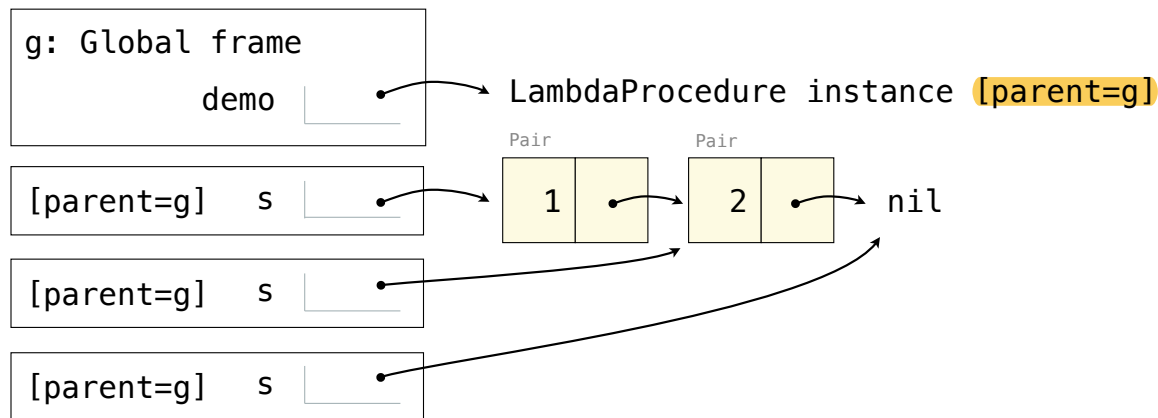 g: Global frame
demo
LambdaProcedure instance [parent=g]
Pair
Pair
[parent=g] s
1
2
nil
[parent=g] s
[parent=g] s